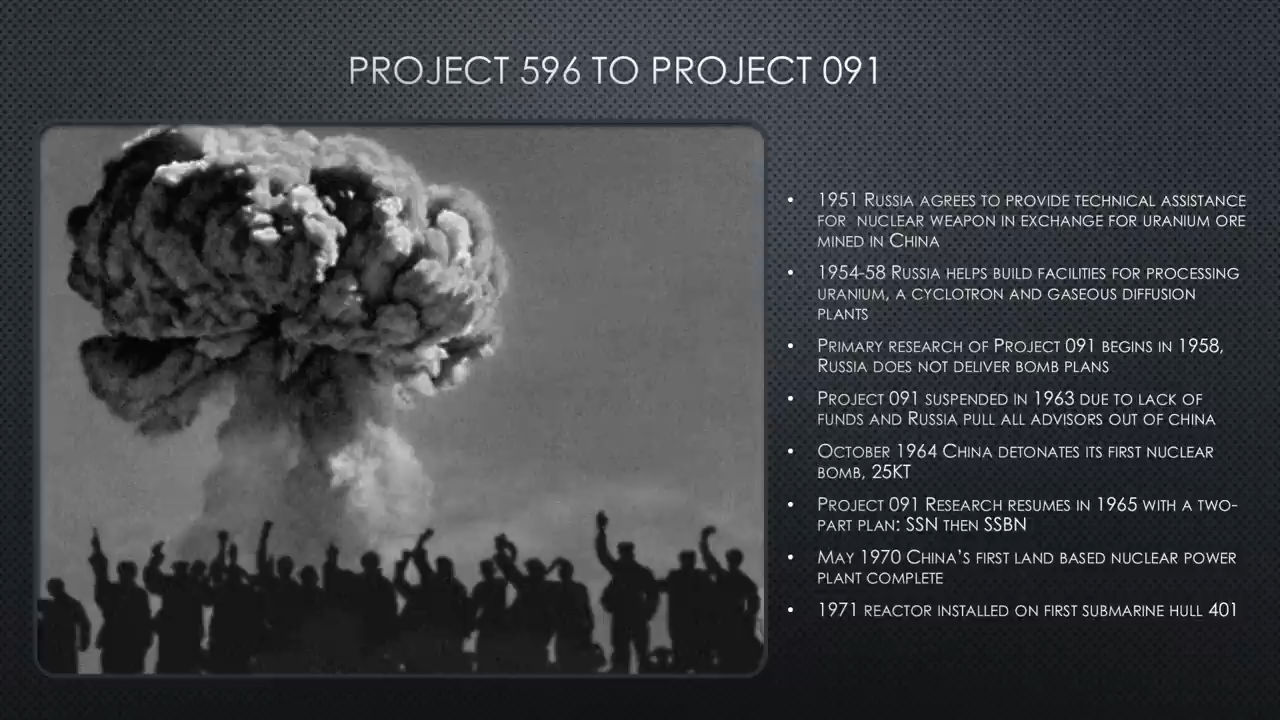 PROJECT 596 TO PROJECT 091
• 1951 RUSSIA AGREES TO PROVIDE TECHNICAL ASSISTANCE
FOR NUCLEAR WEAPON IN EXCHANGE FOR URANIUM ORE
MINED IN CHINA
• 1954-58 RUSSIA HELPS BUILD FACILITIES FOR PROCESSING
URANIUM, A CYCLOTRON AND GASEOUS DIFFUSION
PLANTS
• PRIMARY RESEARCH OF PROJECT 091 BEGINS IN 1958,
RUSSIA DOES NOT DELIVER BOMB PLANS
• PROJECT 091 SUSPENDED IN 1963 DUE TO LACK OF
FUNDS AND RUSSIA PULL ALL ADVISORS OUT OF CHINA
• OCTOBER 1964 CHINA DETONATES ITS FIRST NUCLEAR
BOMB, 25KT
• PROJECT 091 RESEARCH RESUMES IN 1965 WITH A TWO-
PART PLAN: SSN THEN SSBN
• MAY 1970 CHINA'S FIRST LAND BASED NUCLEAR POWER
PLANT COMPLETE
• 1971 REACTOR INSTALLED ON FIRST SUBMARINE HULL 401